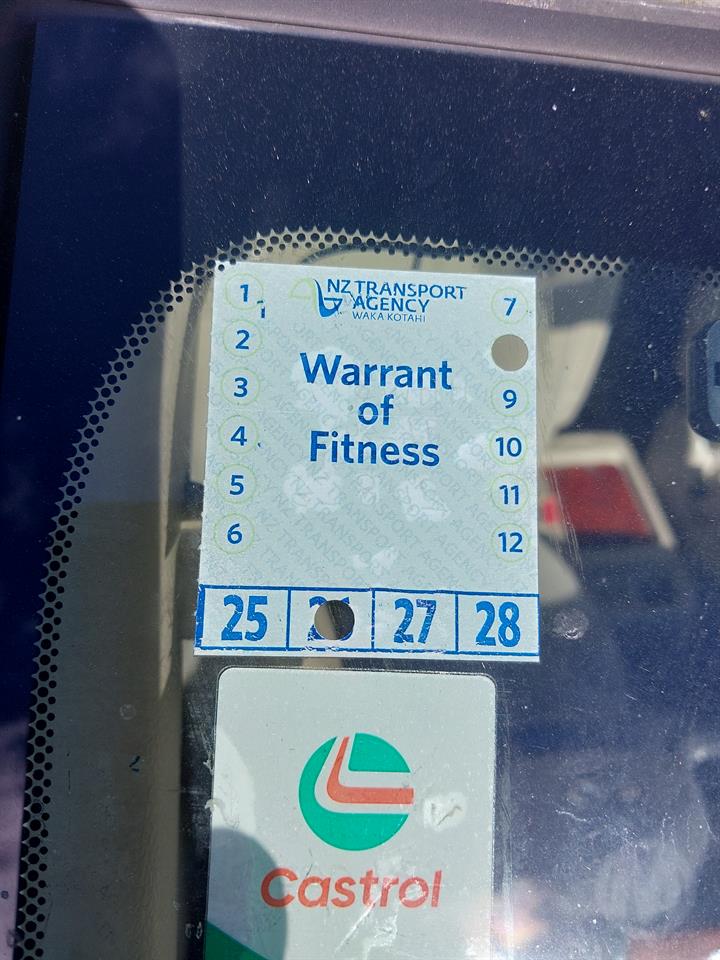 NZ TRANSPORT
AGENCY
WAKA KOTAHI
Warrant
of
Fitness
1
2
3
4
5
6
7
9
10
11
12
25 26 27 28
Castrol